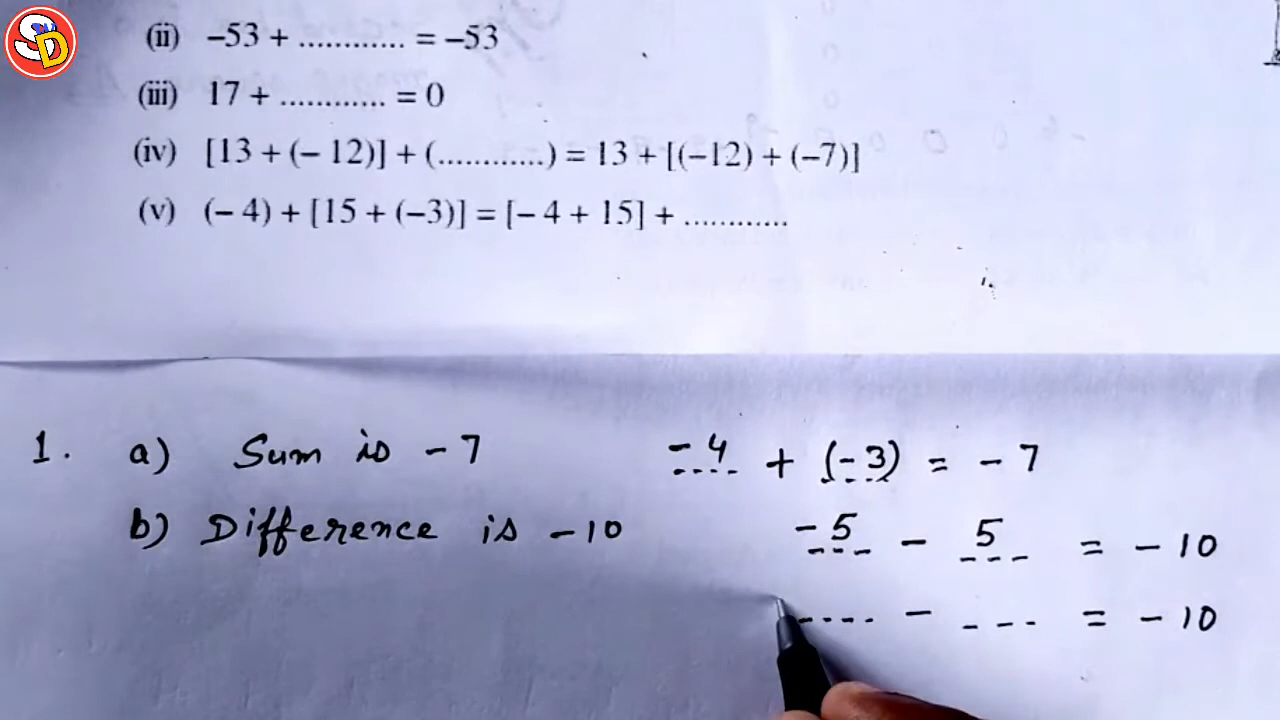 SD
(ii) –53 + ............ = –53
(iii) 17 + ............ = 0
(iv) [13 + (– 12)] + (............) = 13 + [(–12) + (–7)]
(v) (– 4) + [15 + (–3)] = [– 4 + 15] + ............
1. a) Sum is - 7 - 4 + (- 3) = - 7
b) Difference is - 10 - 5 - 5 = - 10
.... - --- = - 10